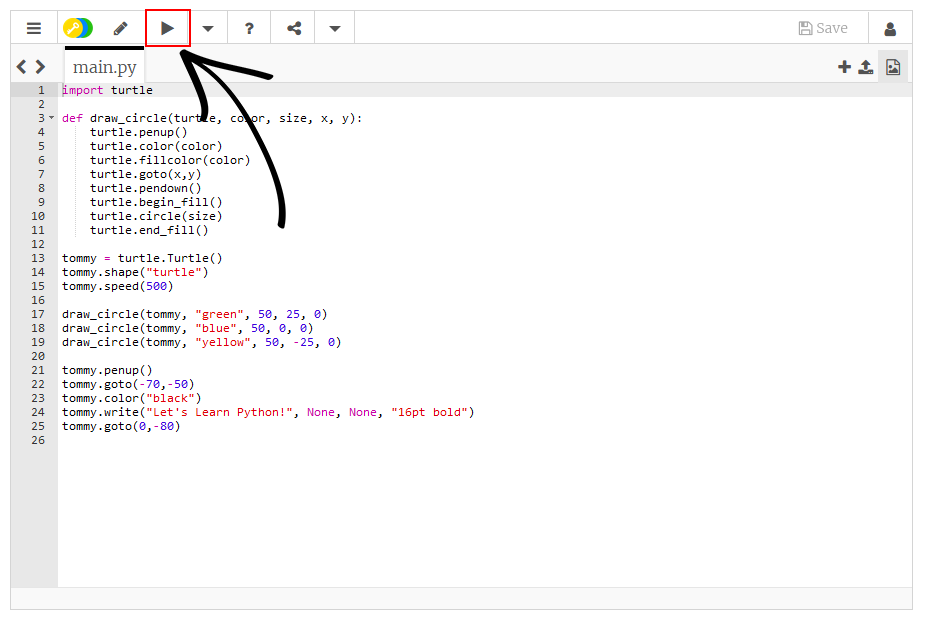 ?
Save
main.py
1 import turtle
2
3 def draw_circle(turtle, color, size, x, y):
4     turtle.penup()
5     turtle.color(color)
6     turtle.fillcolor(color)
7     turtle.goto(x,y)
8     turtle.pendown()
9     turtle.begin_fill()
10     turtle.circle(size)
11     turtle.end_fill()
12
13 tommy = turtle.Turtle()
14 tommy.shape("turtle")
15 tommy.speed(500)
16
17 draw_circle(tommy, "green", 50, 25, 0)
18 draw_circle(tommy, "blue", 50, 0, 0)
19 draw_circle(tommy, "yellow", 50, -25, 0)
20
21 tommy.penup()
22 tommy.goto(-70,-50)
23 tommy.color("black")
24 tommy.write("Let's Learn Python!", None, None, "16pt bold")
25 tommy.goto(0,-80)
26